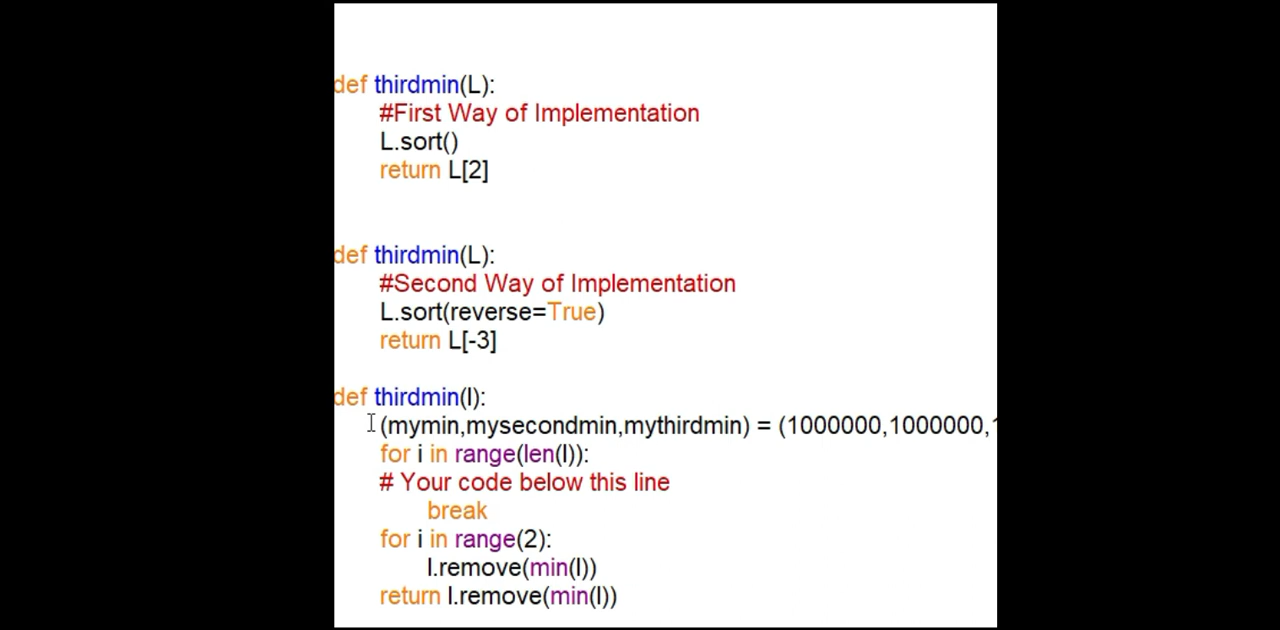 def thirdmin(L):
#First Way of Implementation
L.sort()
return L[2]
def thirdmin(L):
#Second Way of Implementation
L.sort(reverse=True)
return L[-3]
def thirdmin(l):
(mymin,mysecondmin,mythirdmin) = (1000000,1000000,
for i in range(len(l)):
# Your code below this line
break
for i in range(2):
l.remove(min(l))
return l.remove(min(l))